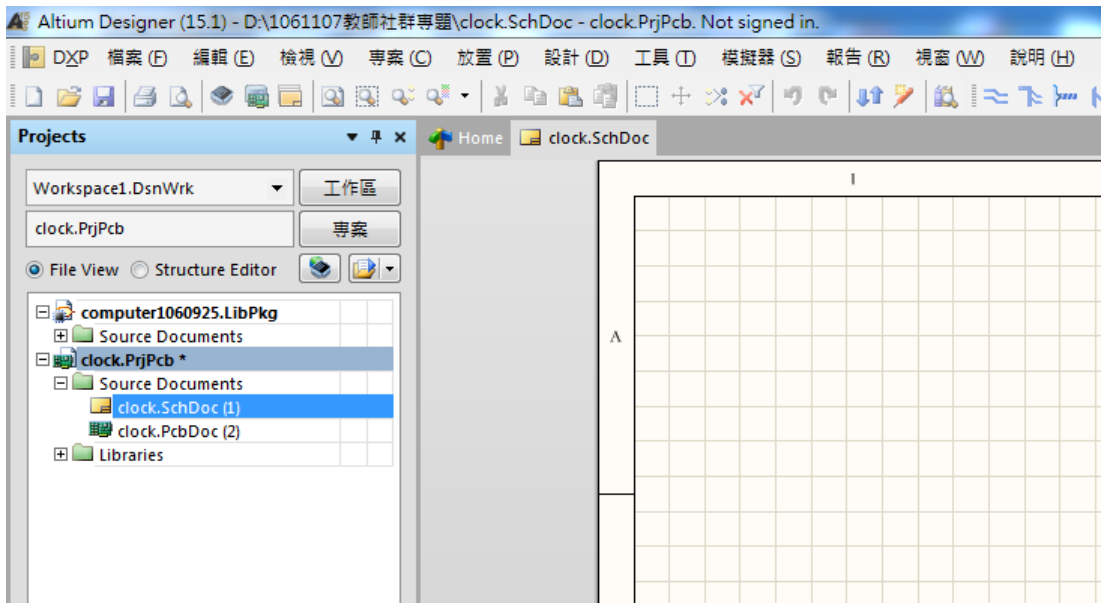 Altium Designer (15.1) - D:\1061107教師社群專題\clock.SchDoc - clock.PrjPcb. Not signed in.
DXP 檔案 (F) 編輯 (E) 檢視 (V) 專案 (C) 放置 (P) 設計 (D) 工具 (T) 模擬器 (S) 報告 (R) 視窗 (W) 說明 (H)
Projects
Home clock.SchDoc
Workspace1.DsnWrk 工作區
clock.PrjPcb 專案
File View Structure Editor
computer1060925.LibPkg
Source Documents
clock.PrjPcb *
Source Documents
clock.SchDoc (1)
clock.PcbDoc (2)
Libraries
1
A